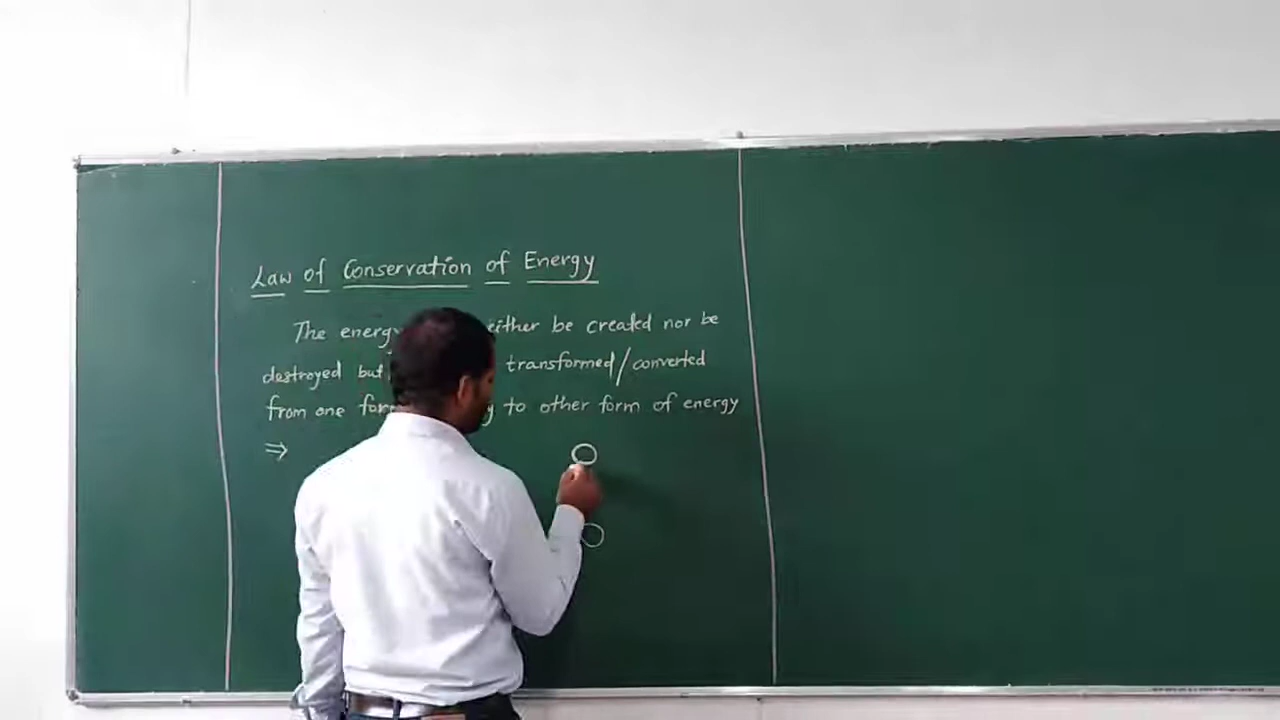 Law of Conservation of Energy
The energy either be created nor be
destroyed but transformed/converted
from one form y to other form of energy
⇒